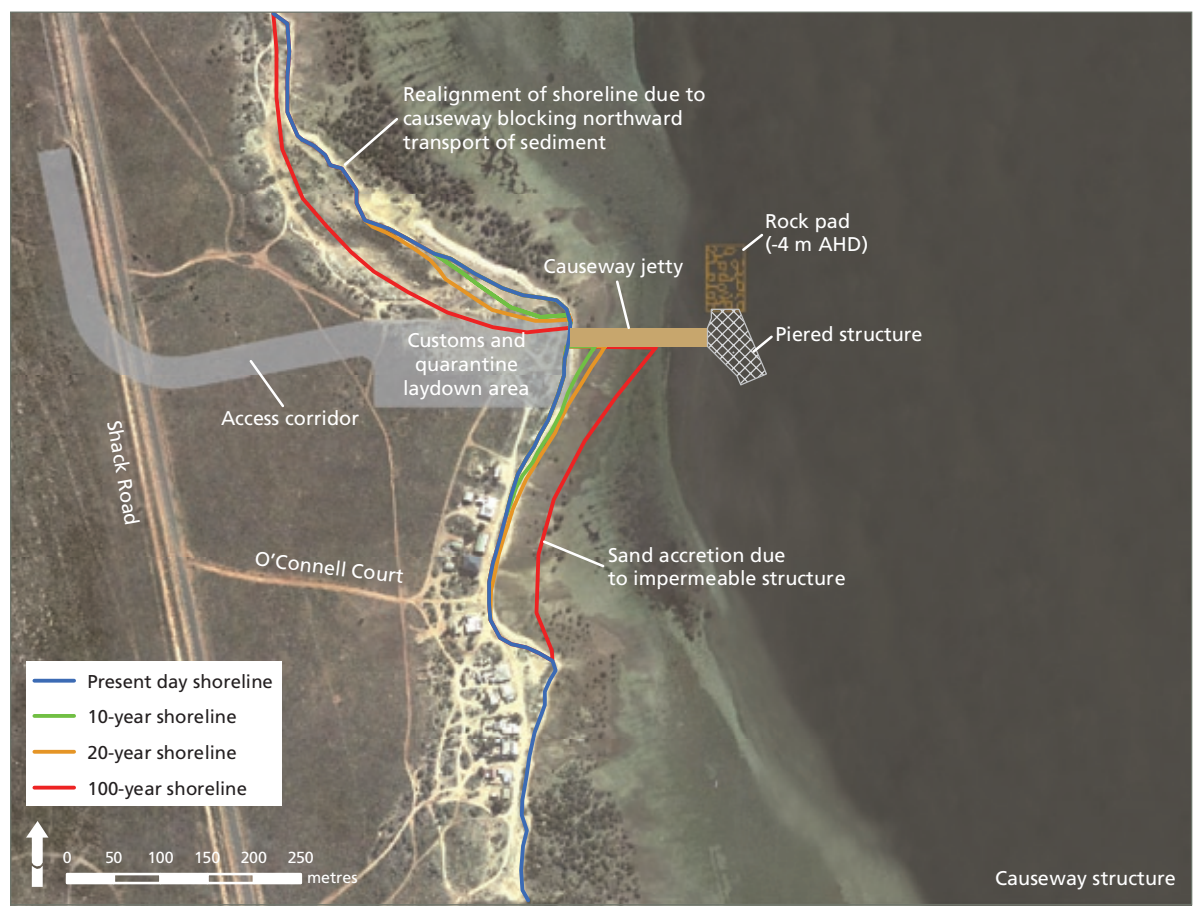 Realignment of shoreline due to
causeway blocking northward
transport of sediment
Rock pad
(-4 m AHD)
Causeway jetty
Piered structure
Customs and
quarantine
laydown area
Access corridor
Shack Road
O‘Connell Court
Sand accretion due
to impermeable structure
Present day shoreline
10-year shoreline
20-year shoreline
100-year shoreline
0 50 100 150 200 250
metres
Causeway structure